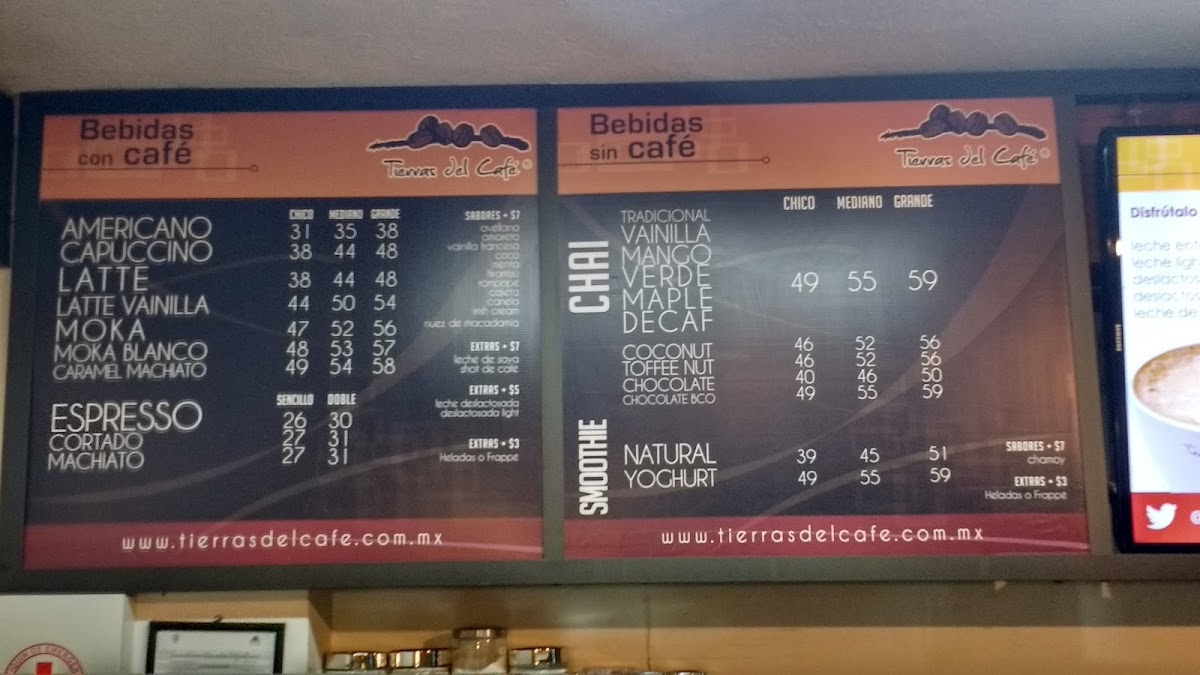 Bebidas
con café
Tierras del Café®
CHICO MEDIANO GRANDE
AMERICANO 31 35 38
CAPUCCINO 38 44 48
LATTE 38 44 48
LATTE VAINILLA 44 50 54
MOKA 47 52 56
MOKA BLANCO 48 53 57
CARAMEL MACHIATO 49 54 58
SENCILLO DOBLE
ESPRESSO 26 30
CORTADO 27 31
MACHIATO 27 31
SABORES + $7
avellana
amareto
vainilla francesa
coco
menta
tiramisú
rompope
cajeta
canela
irish cream
nuez de macadamia
EXTRAS + $7
leche de soya
shot de café
EXTRAS + $5
leche deslactosada
deslactosada light
EXTRAS + $3
Heladas o Frappé
www.tierrasdelcafe.com.mx
Bebidas
sin café
Tierras del Café®
CHICO MEDIANO GRANDE
CHAI
TRADICIONAL
VAINILLA
MANGO
VERDE 49 55 59
MAPLE
DECAF
COCONUT 46 52 56
TOFFEE NUT 46 52 56
CHOCOLATE 40 46 50
CHOCOLATE BCO 49 55 59
SMOOTHIE
NATURAL 39 45 51
YOGHURT 49 55 59
SABORES + $7
chamoy
EXTRAS + $3
Heladas o Frappé
www.tierrasdelcafe.com.mx
Disfrútalo
leche
leche
leche de